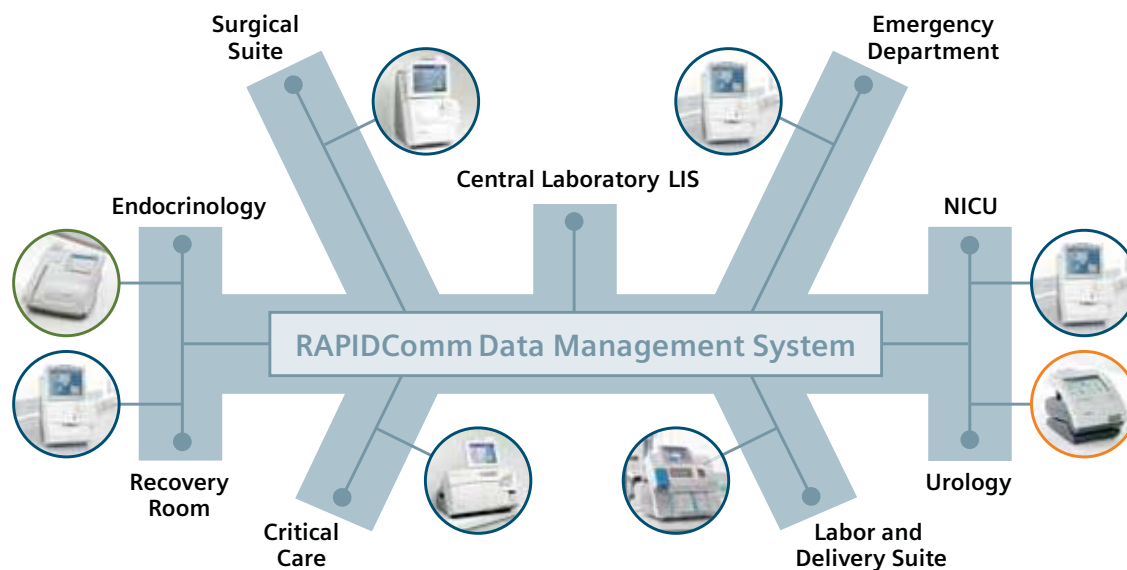 Surgical
Suite
Emergency
Department
Central Laboratory LIS
Endocrinology
NICU
RAPIDComm Data Management System
Recovery
Room
Urology
Critical
Care
Labor and
Delivery Suite